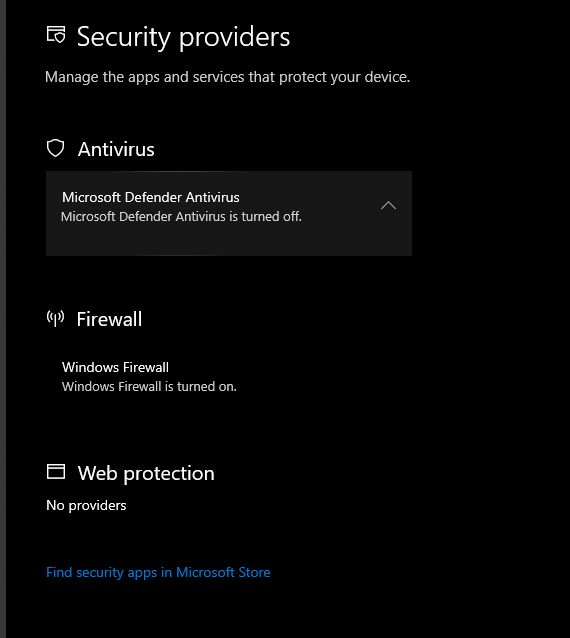 Security providers
Manage the apps and services that protect your device.
Antivirus
Microsoft Defender Antivirus
Microsoft Defender Antivirus is turned off.
Firewall
Windows Firewall
Windows Firewall is turned on.
Web protection
No providers
Find security apps in Microsoft Store